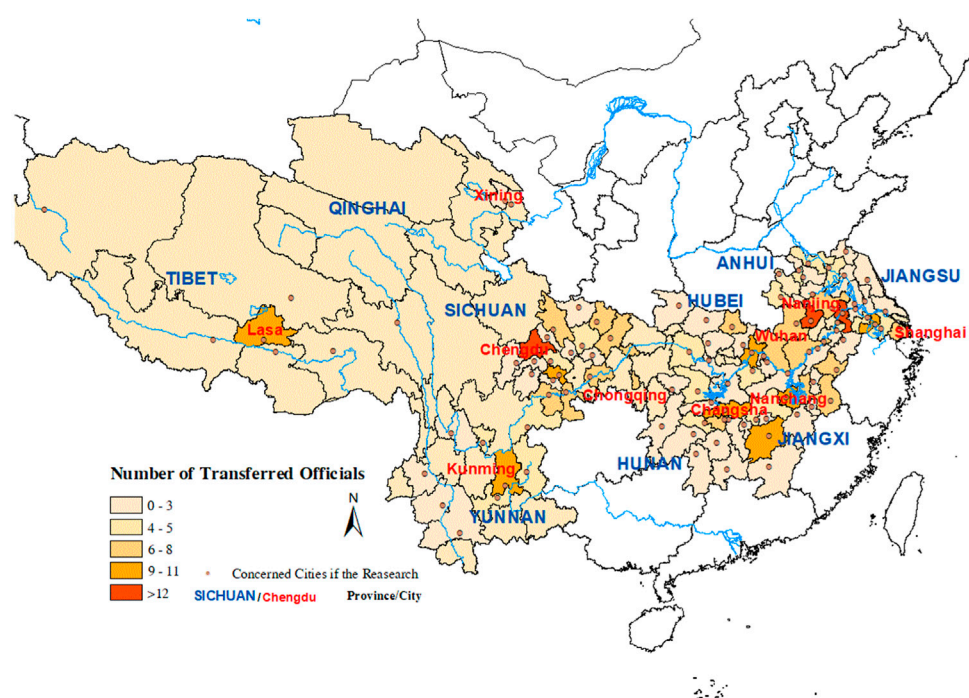 Xining
QINGHAI
ANHUI
TIBET
JIANGSU
SICHUAN
HUBEI
Nanjing
Lasa
Wuhan
Shanghai
Chengdu
Chongqing
Nanchang
Changsha
JIANGXI
Kunming
HUNAN
YUNNAN
Number of Transferred Officials
N
0 - 3
4 - 5
6 - 8
9 - 11
Concerned Cities if the Reasearch
>12
SICHUAN/Chengdu Province/City